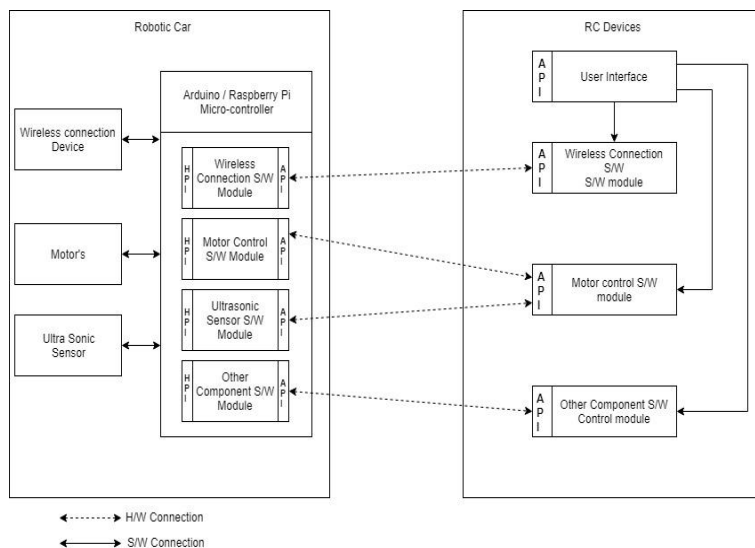 Robotic Car
Arduino / Raspberry Pi
Micro-controller
Wireless connection
Device
H
P
I
Wireless
Connection S/W
Module
A
P
I
Motor's
H
P
I
Motor Control
S/W Module
A
P
I
Ultra Sonic
Sensor
H
P
I
Ultrasonic
Sensor S/W
Module
A
P
I
H
P
I
Other
Component S/W
Module
A
P
I
RC Devices
A
P
I
User Interface
A
P
I
Wireless Connection
S/W
S/W module
A
P
I
Motor control S/W
module
A
P
I
Other Component S/W
Control module
H/W Connection
S/W Connection